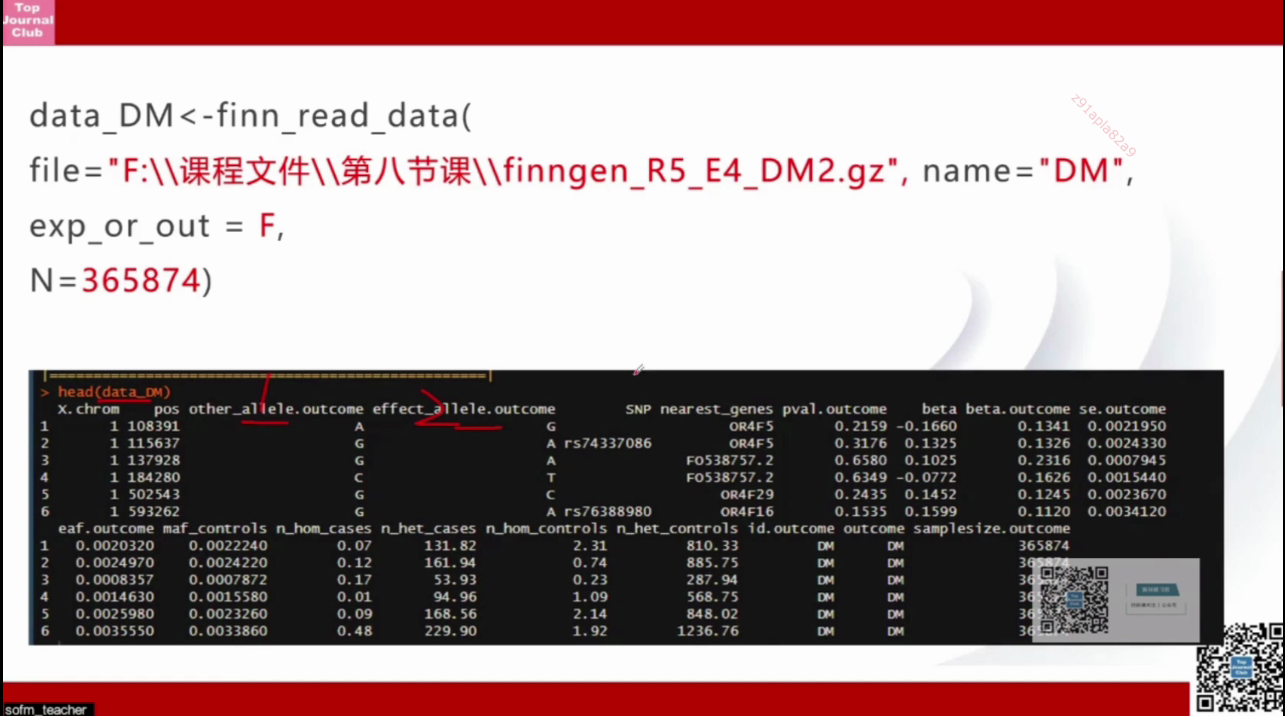 Top
Journal
Club
z91apla82a9
data_DM<-finn_read_data(
file="F:\\课程文件\\第八节课\\finngen_R5_E4_DM2.gz", name="DM",
exp_or_out = F,
N=365874)
> head(data_DM)
X.chrom pos other_allele.outcome effect_allele.outcome SNP nearest_genes pval.outcome beta beta.outcome se.outcome
1 1 108391 A G OR4F5 0.2159 -0.1660 0.1341 0.0021950
2 1 115637 G A rs74337086 OR4F5 0.3176 0.1325 0.1326 0.0024330
3 1 137928 G A FO538757.2 0.6580 0.1025 0.2316 0.0007945
4 1 184280 C T FO538757.2 0.6349 -0.0772 0.1626 0.0015440
5 1 502543 G C OR4F29 0.2435 0.1452 0.1245 0.0023670
6 1 593262 G A rs76388980 OR4F16 0.1535 0.1599 0.1120 0.0034120
eaf.outcome maf_controls n_hom_cases n_het_cases n_hom_controls n_het_controls id.outcome outcome samplesize.outcome
1 0.0020320 0.0022240 0.07 131.82 2.31 810.33 DM DM 365874
2 0.0024970 0.0024220 0.12 161.94 0.74 885.75 DM DM 365874
3 0.0008357 0.0007872 0.17 53.93 0.23 287.94 DM DM
4 0.0014630 0.0015580 0.01 94.96 1.09 568.75 DM DM
5 0.0025980 0.0023260 0.09 168.56 2.14 848.02 DM DM
6 0.0035550 0.0033860 0.48 229.90 1.92 1236.76 DM DM
Top
Journal
Club
sofm_teacher